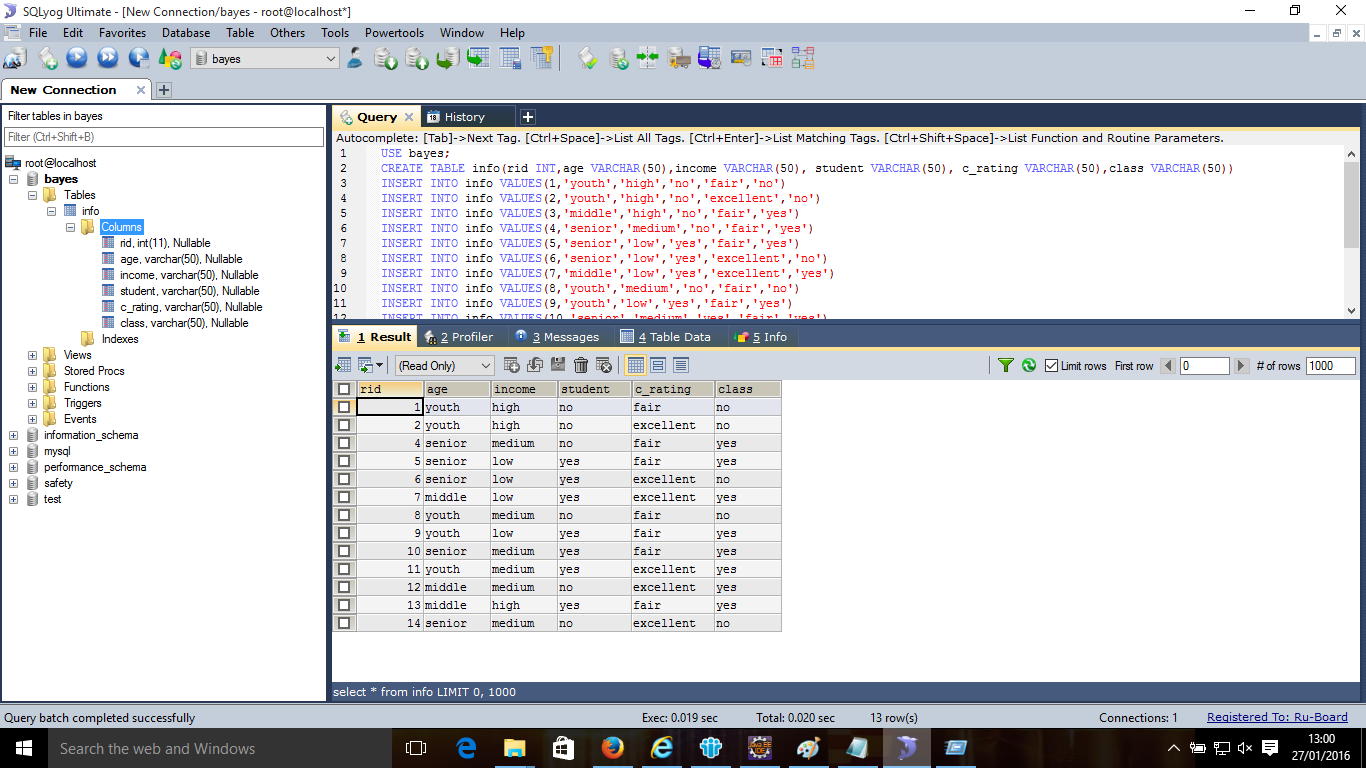 SQLyog Ultimate - [New Connection/bayes - root@localhost*]
File Edit Favorites Database Table Others Tools Powertools Window Help
bayes
New Connection
Filter tables in bayes
Filter (Ctrl+Shift+B)
root@localhost
bayes
Tables
info
Columns
rid, int(11), Nullable
age, varchar(50), Nullable
income, varchar(50), Nullable
student, varchar(50), Nullable
c_rating, varchar(50), Nullable
class, varchar(50), Nullable
Indexes
Views
Stored Procs
Functions
Triggers
Events
information_schema
mysql
performance_schema
safety
test
Query History
Autocomplete: [Tab]->Next Tag. [Ctrl+Space]->List All Tags. [Ctrl+Enter]->List Matching Tags. [Ctrl+Shift+Space]->List Function and Routine Parameters.
1 USE bayes;
2 CREATE TABLE info(rid INT,age VARCHAR(50),income VARCHAR(50), student VARCHAR(50), c_rating VARCHAR(50),class VARCHAR(50))
3 INSERT INTO info VALUES(1,'youth','high','no','fair','no')
4 INSERT INTO info VALUES(2,'youth','high','no','excellent','no')
5 INSERT INTO info VALUES(3,'middle','high','no','fair','yes')
6 INSERT INTO info VALUES(4,'senior','medium','no','fair','yes')
7 INSERT INTO info VALUES(5,'senior','low','yes','fair','yes')
8 INSERT INTO info VALUES(6,'senior','low','yes','excellent','no')
9 INSERT INTO info VALUES(7,'middle','low','yes','excellent','yes')
10 INSERT INTO info VALUES(8,'youth','medium','no','fair','no')
11 INSERT INTO info VALUES(9,'youth','low','yes','fair','yes')
12 INSERT INTO info VALUES(10,'senior','medium','yes','fair','yes')
1 Result 2 Profiler 3 Messages 4 Table Data 5 Info
(Read Only) Limit rows First row 0 # of rows 1000
rid age income student c_rating class
1 youth high no fair no
2 youth high no excellent no
4 senior medium no fair yes
5 senior low yes fair yes
6 senior low yes excellent no
7 middle low yes excellent yes
8 youth medium no fair no
9 youth low yes fair yes
10 senior medium yes fair yes
11 youth medium yes excellent yes
12 middle medium no excellent yes
13 middle high yes fair yes
14 senior medium no excellent no
select * from info LIMIT 0, 1000
Query batch completed successfully Exec: 0.019 sec Total: 0.020 sec 13 row(s) Connections: 1 Registered To: Ru-Board
Search the web and Windows
13:00
27/01/2016